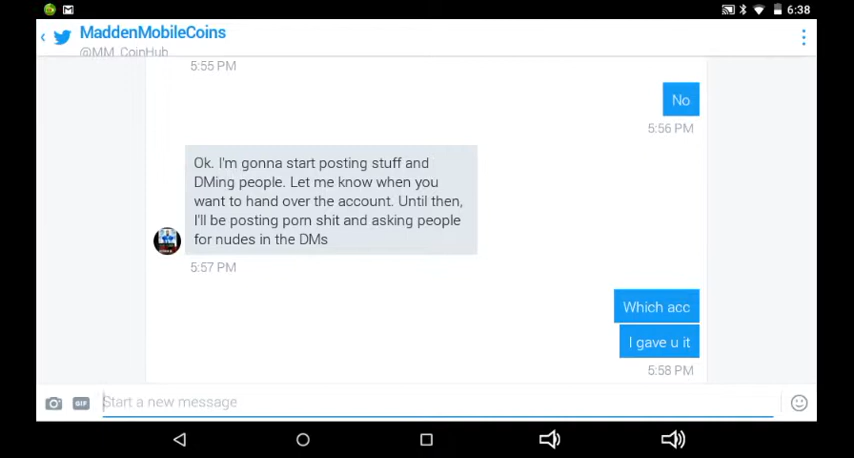 6:38
MaddenMobileCoins
@MM_CoinHub
5:55 PM
No
5:56 PM
Ok. I'm gonna start posting stuff and
DMing people. Let me know when you
want to hand over the account. Until then,
I'll be posting porn shit and asking people
for nudes in the DMs
5:57 PM
Which acc
I gave u it
5:58 PM
GIF
Start a new message